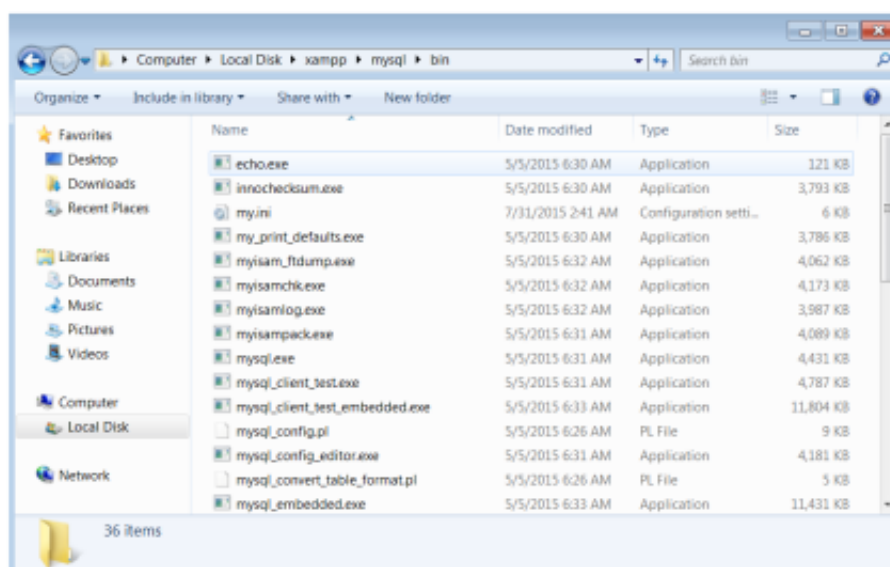 Computer Local Disk xampp mysql bin Search bin
Organize Include in library Share with New folder
Favorites
Desktop
Downloads
Recent Places
Libraries
Documents
Music
Pictures
Videos
Computer
Local Disk
Network
Name Date modified Type Size
echo.exe 5/5/2015 6:30 AM Application 121 KB
innochecksum.exe 5/5/2015 6:30 AM Application 3,793 KB
my.ini 7/31/2015 2:41 AM Configuration setti... 6 KB
my_print_defaults.exe 5/5/2015 6:30 AM Application 3,786 KB
myisam_ftdump.exe 5/5/2015 6:32 AM Application 4,062 KB
myisamchk.exe 5/5/2015 6:32 AM Application 4,173 KB
myisamlog.exe 5/5/2015 6:32 AM Application 3,987 KB
myisampack.exe 5/5/2015 6:31 AM Application 4,089 KB
mysql.exe 5/5/2015 6:31 AM Application 4,431 KB
mysql_client_test.exe 5/5/2015 6:31 AM Application 4,787 KB
mysql_client_test_embedded.exe 5/5/2015 6:33 AM Application 11,804 KB
mysql_config.pl 5/5/2015 6:26 AM PL File 9 KB
mysql_config_editor.exe 5/5/2015 6:31 AM Application 4,181 KB
mysql_convert_table_format.pl 5/5/2015 6:26 AM PL File 5 KB
mysql_embedded.exe 5/5/2015 6:33 AM Application 11,431 KB
36 items